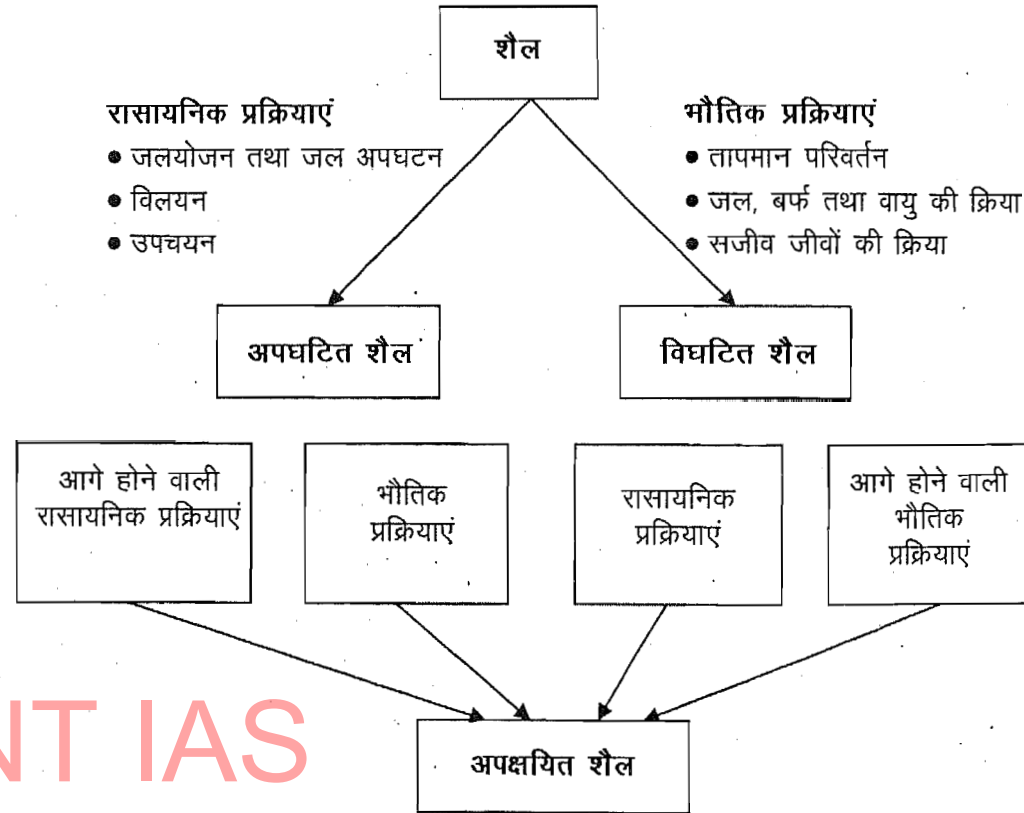 शैल
रासायनिक प्रक्रियाएं
• जलयोजन तथा जल अपघटन
• विलयन
• उपचयन
भौतिक प्रक्रियाएं
• तापमान परिवर्तन
• जल, बर्फ तथा वायु की क्रिया
• सजीव जीवों की क्रिया
अपघटित शैल
विघटित शैल
आगे होने वाली
रासायनिक प्रक्रियाएं
भौतिक
प्रक्रियाएं
रासायनिक
प्रक्रियाएं
आगे होने वाली
भौतिक
प्रक्रियाएं
अपक्षयित शैल
NT IAS